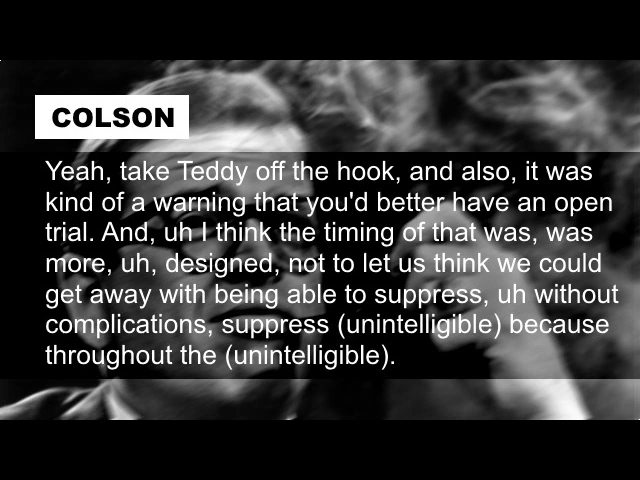 COLSON
Yeah, take Teddy off the hook, and also, it was
kind of a warning that you'd better have an open
trial. And, uh I think the timing of that was, was
more, uh, designed, not to let us think we could
get away with being able to suppress, uh without
complications, suppress (unintelligible) because
throughout the (unintelligible).